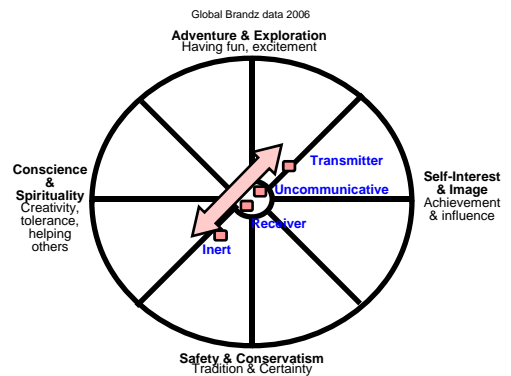 Global Brandz data 2006
Adventure & Exploration
Having fun, excitement
Transmitter
Conscience
&
Spirituality
Creativity,
tolerance,
helping
others
Uncommunicative
Self-Interest
& Image
Achievement
& influence
Receiver
Inert
Safety & Conservatism
Tradition & Certainty